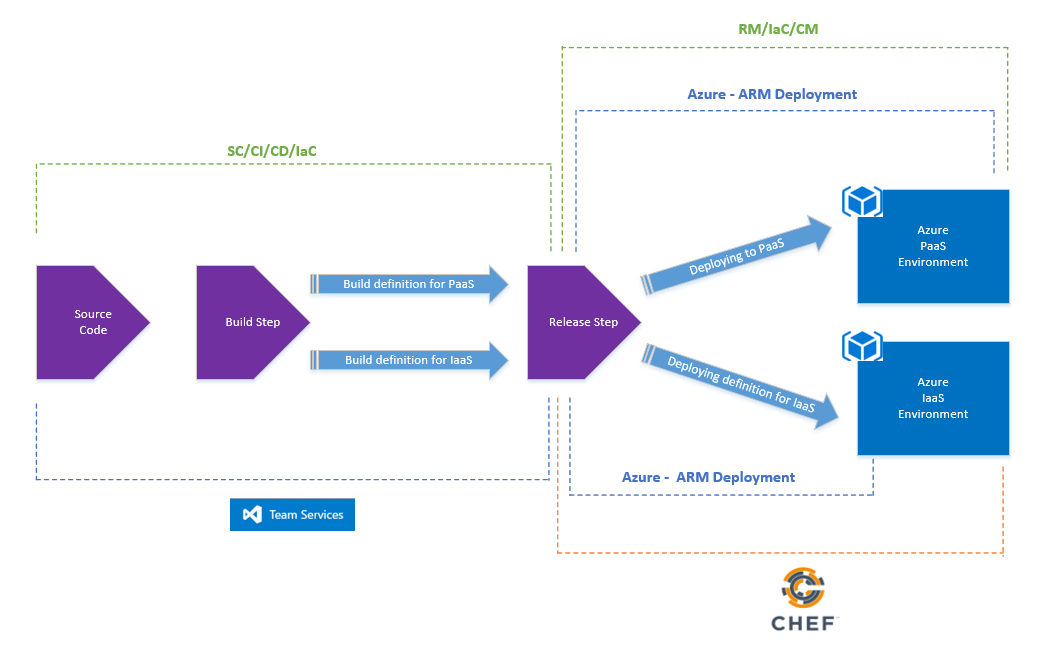 RM/IaC/CM
Azure - ARM Deployment
SC/CI/CD/IaC
Azure
PaaS
Environment
Deploying to PaaS
Source
Code
Build Step
Build definition for PaaS
Build definition for IaaS
Release Step
Deploying definition for IaaS
Azure
IaaS
Environment
Azure -  ARM Deployment
Team Services
CHEF